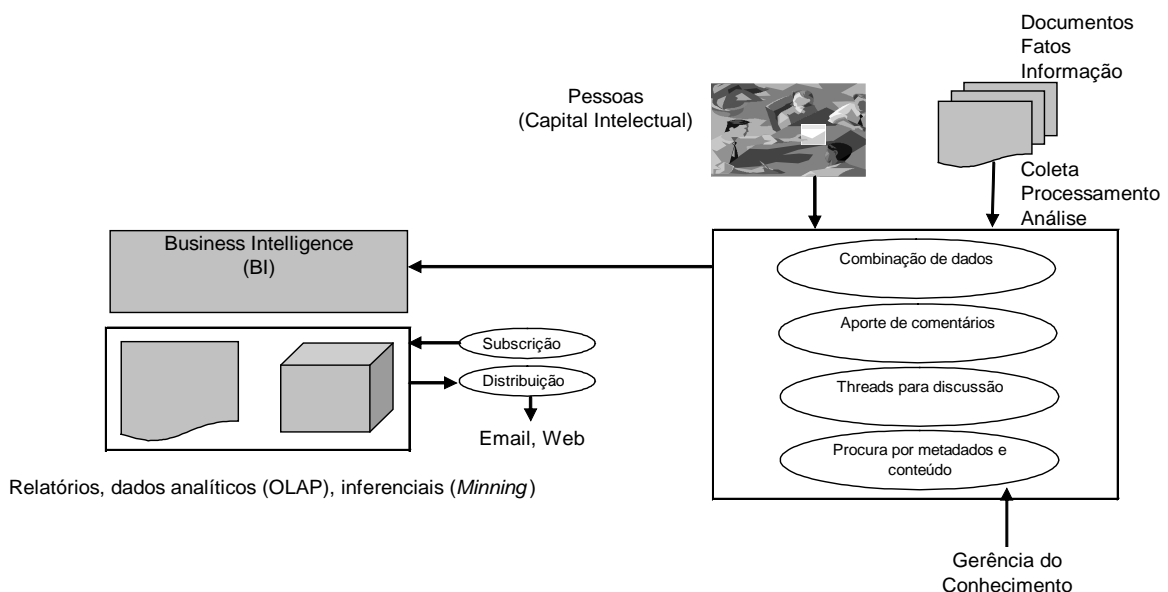 Documentos
Fatos
Informação
Pessoas
(Capital Intelectual)
Coleta
Processamento
Análise
Business Intelligence
(BI)
Combinação de dados
Aporte de comentários
Subscrição
Distribuição
Threads para discussão
Email, Web
Procura por metadados e
conteúdo
Relatórios, dados analíticos (OLAP), inferenciais (Minning)
Gerência do
Conhecimento